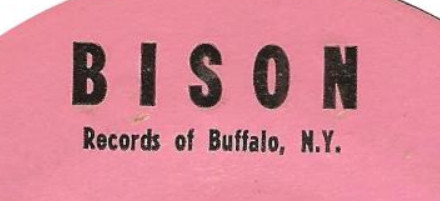 BISON
Records of Buffalo, N.Y.